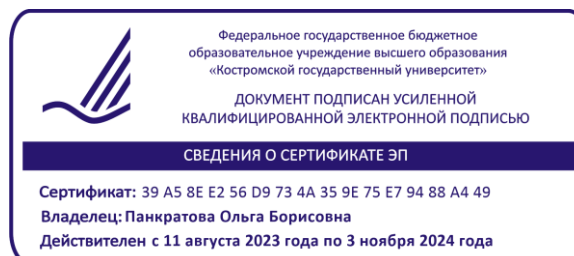 Федеральное государственное бюджетное
образовательное учреждение высшего образования
«Костромской государственный университет»
ДОКУМЕНТ ПОДПИСАН УСИЛЕННОЙ
КВАЛИФИЦИРОВАННОЙ ЭЛЕКТРОННОЙ ПОДПИСЬЮ
СВЕДЕНИЯ О СЕРТИФИКАТЕ ЭП
Сертификат: 39 A5 8E E2 56 D9 73 4A 35 9E 75 E7 94 88 A4 49
Владелец: Панкратова Ольга Борисовна
Действителен с 11 августа 2023 года по 3 ноября 2024 года